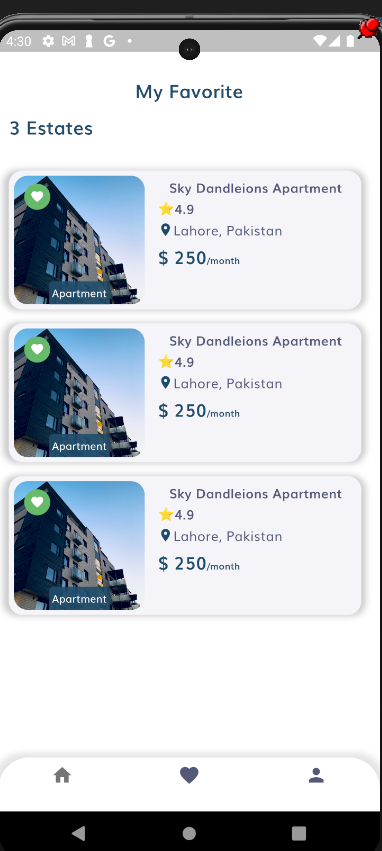 4:30
My Favorite
3 Estates
Sky Dandleions Apartment
4.9
Lahore, Pakistan
$ 250/month
Apartment
Sky Dandleions Apartment
4.9
Lahore, Pakistan
$ 250/month
Apartment
Sky Dandleions Apartment
4.9
Lahore, Pakistan
$ 250/month
Apartment